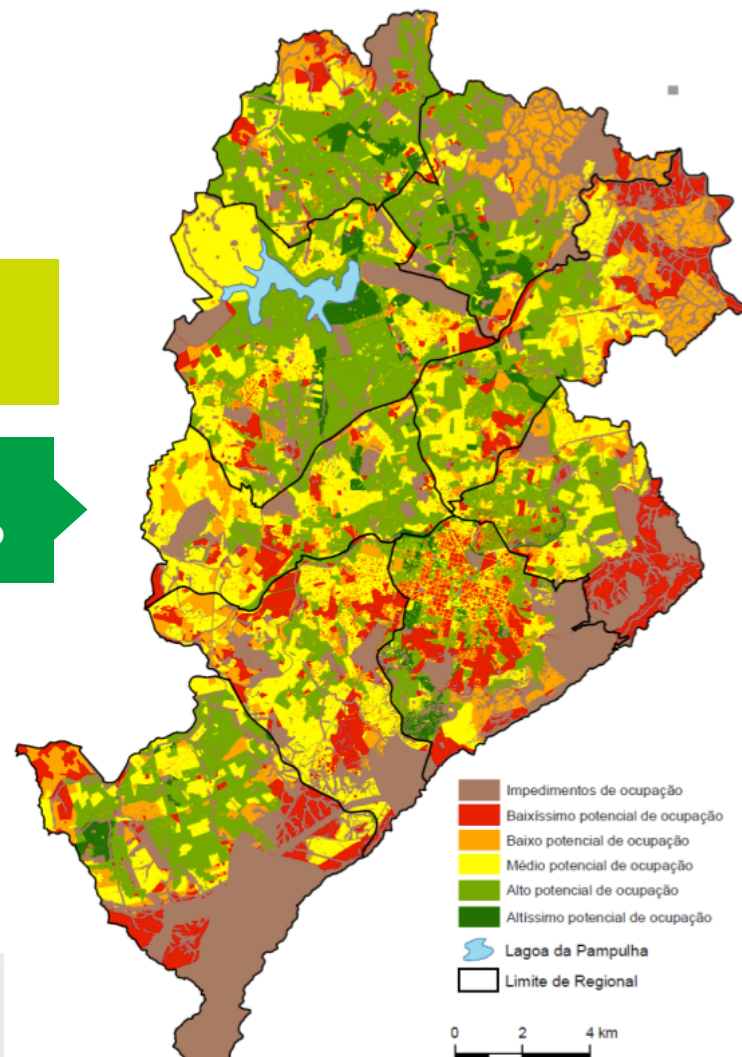 Impedimentos de ocupação
Baixíssimo potencial de ocupação
Baixo potencial de ocupação
Médio potencial de ocupação
Alto potencial de ocupação
Altíssimo potencial de ocupação
Lagoa da Pampulha
Limite de Regional
0 2 4 km